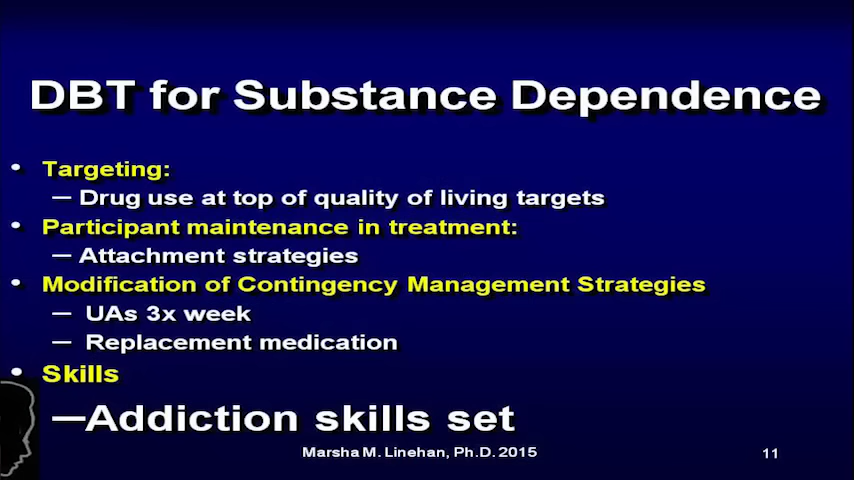 DBT for Substance Dependence
• Targeting:
– Drug use at top of quality of living targets
• Participant maintenance in treatment:
– Attachment strategies
• Modification of Contingency Management Strategies
– UAs 3x week
– Replacement medication
• Skills
–Addiction skills set
Marsha M. Linehan, Ph.D. 2015
11